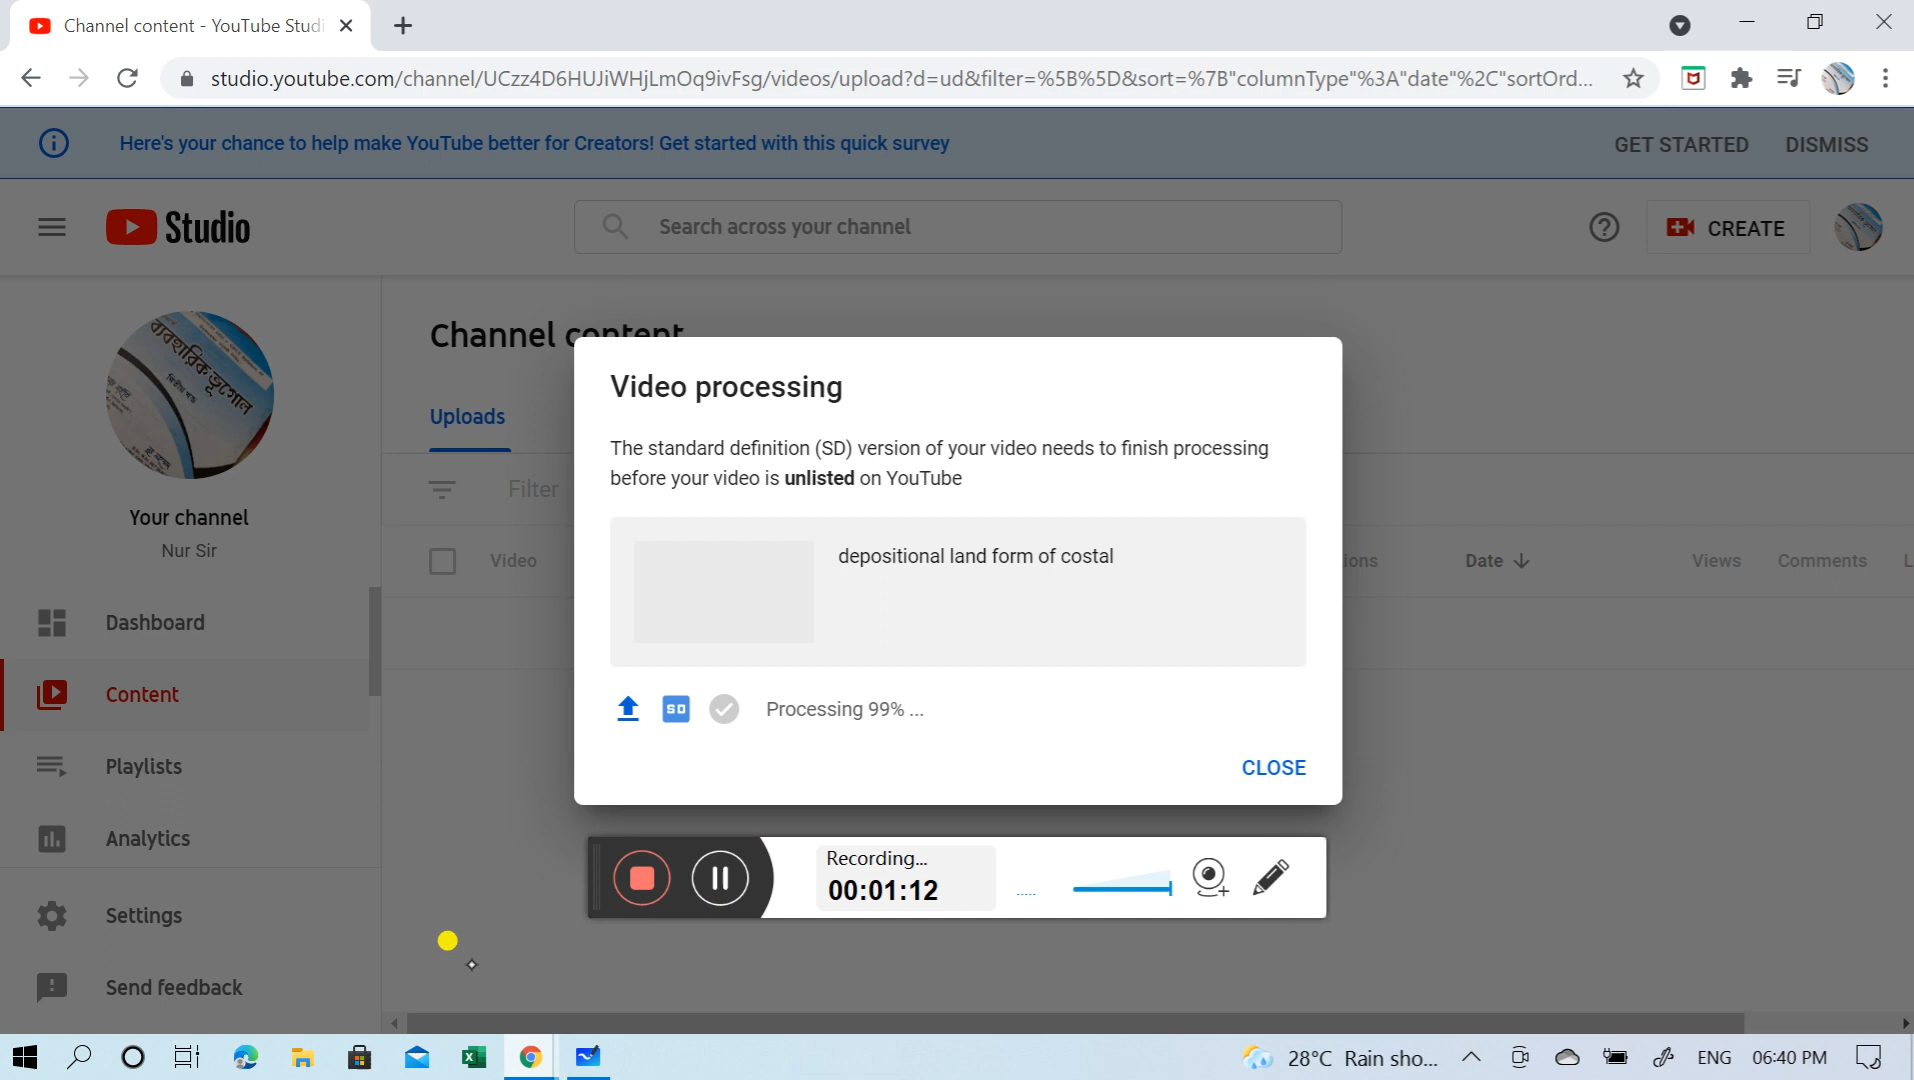 Channel content - YouTube Studi
studio.youtube.com/channel/UCzz4D6HUJiWHjLmOq9ivFsg/videos/upload?d=ud&filter=%5B%5D&sort=%7B"columnType"%3A"date"%2C"sortOrd...
Here's your chance to help make YouTube better for Creators! Get started with this quick survey
GET STARTED
DISMISS
Studio
Search across your channel
CREATE
ব্যবহারিক ভূগোল
Your channel
Nur Sir
Dashboard
Content
Playlists
Analytics
Settings
Send feedback
Channel content
Uploads
Filter
Video
ions
Date
Views
Comments
L
Video processing
The standard definition (SD) version of your video needs to finish processing
before your video is unlisted on YouTube
depositional land form of costal
SD
Processing 99% ...
CLOSE
Recording...
00:01:12
28°C Rain sho...
ENG
06:40 PM